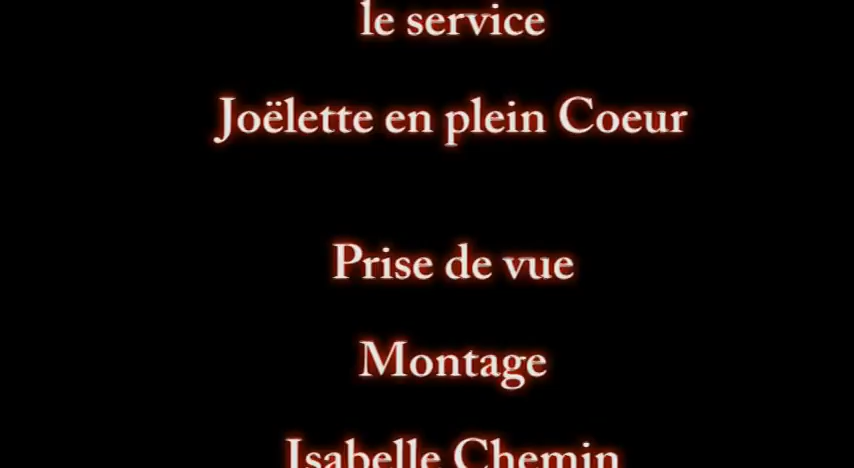 le service
Joëlette en plein Coeur
Prise de vue
Montage
Isabelle Chemin